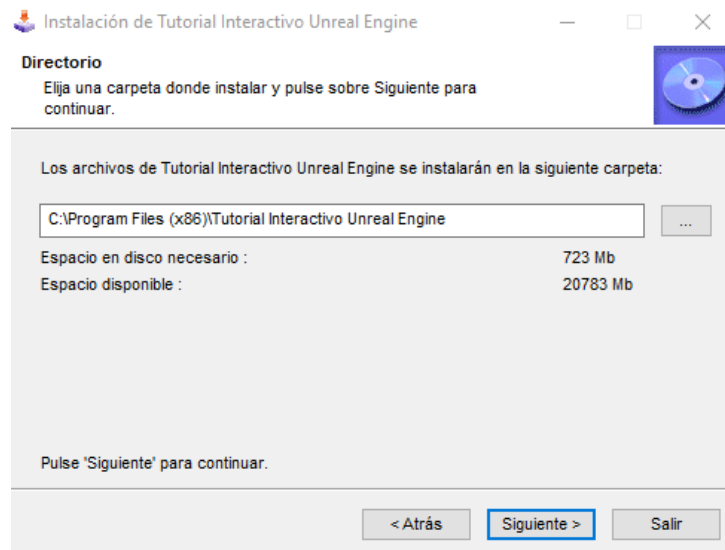 Instalación de Tutorial Interactivo Unreal Engine
Directorio
Elija una carpeta donde instalar y pulse sobre Siguiente para
continuar.
Los archivos de Tutorial Interactivo Unreal Engine se instalarán en la siguiente carpeta:
C:\Program Files (x86)\Tutorial Interactivo Unreal Engine
...
Espacio en disco necesario : 723 Mb
Espacio disponible : 20783 Mb
Pulse 'Siguiente' para continuar.
< Atrás Siguiente > Salir